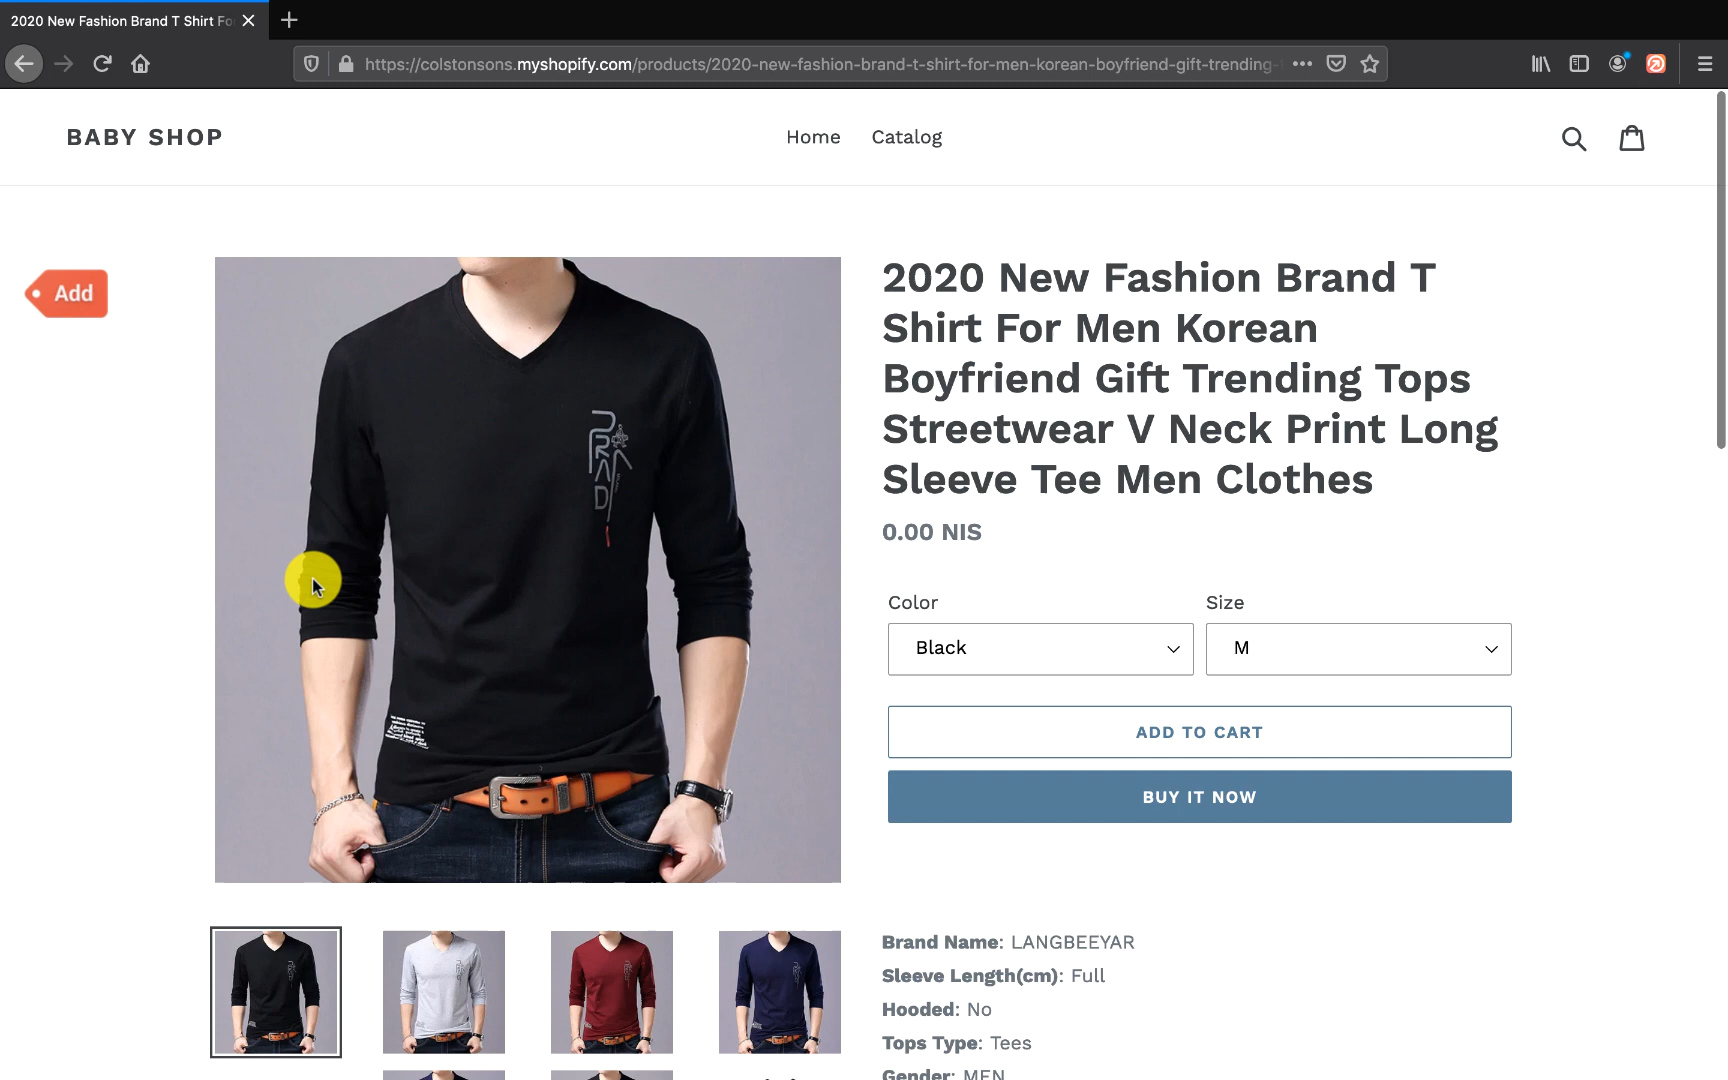 2020 New Fashion Brand T Shirt Fo
https://colstonsons.myshopify.com/products/2020-new-fashion-brand-t-shirt-for-men-korean-boyfriend-gift-trending-
BABY SHOP
Home
Catalog
Add
2020 New Fashion Brand T
Shirt For Men Korean
Boyfriend Gift Trending Tops
Streetwear V Neck Print Long
Sleeve Tee Men Clothes
0.00 NIS
Color
Size
Black
M
ADD TO CART
BUY IT NOW
Brand Name: LANGBEEYAR
Sleeve Length(cm): Full
Hooded: No
Tops Type: Tees
Gender: MEN